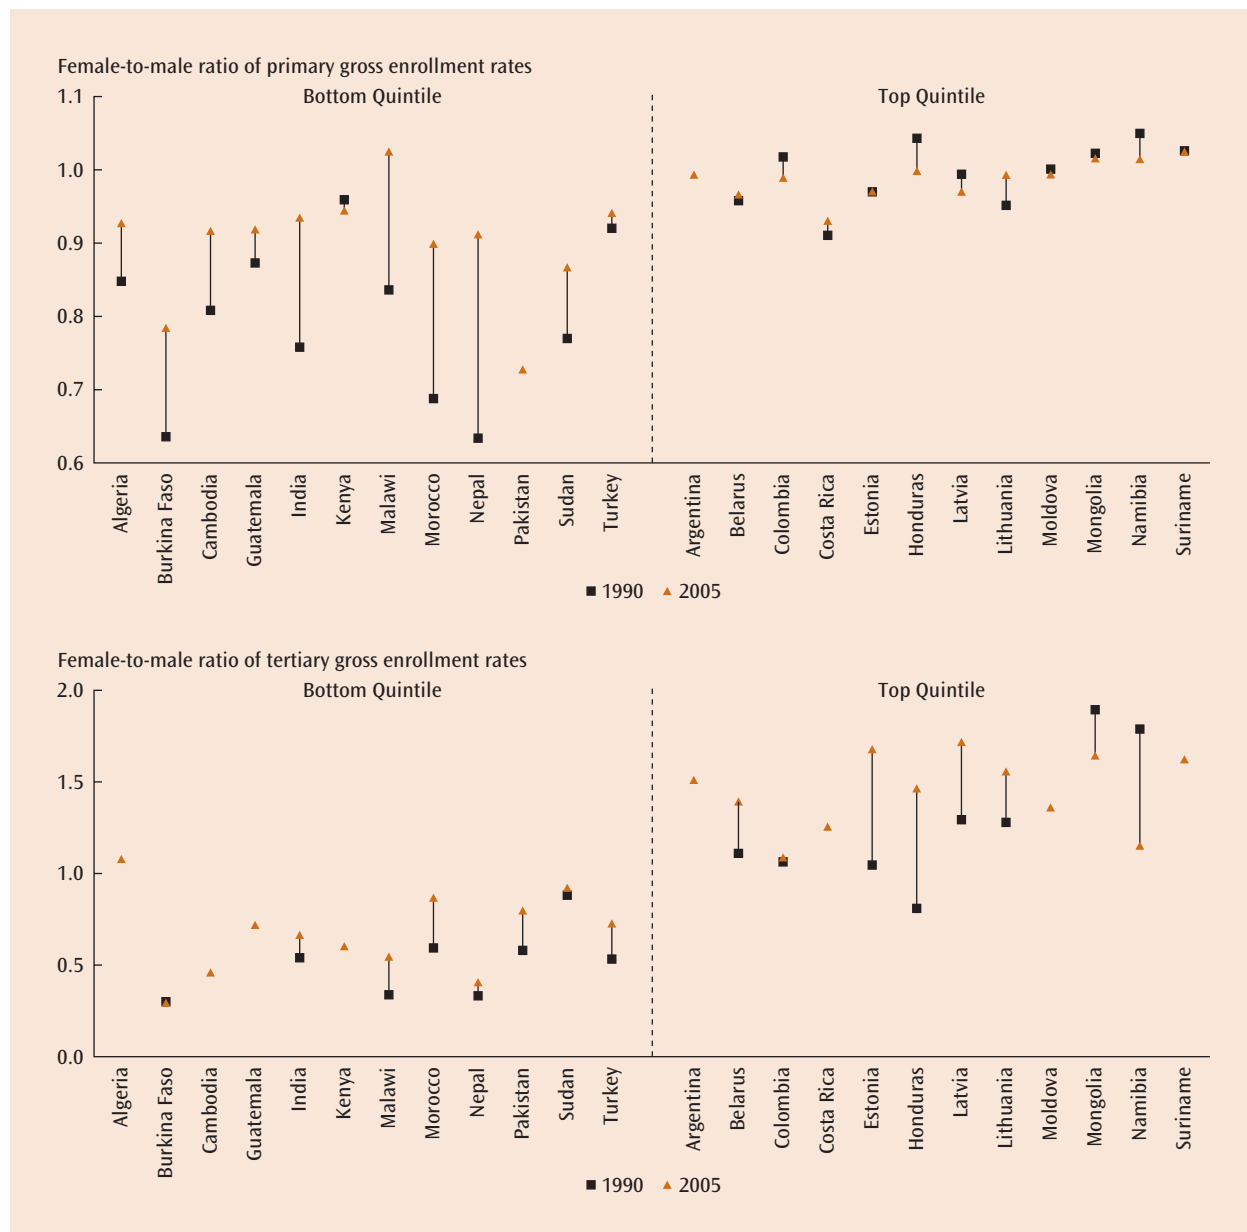 Female-to-male ratio of primary gross enrollment rates
Bottom Quintile
Top Quintile
1.1
1.0
0.9
0.8
0.7
0.6
Algeria
Burkina Faso
Cambodia
Guatemala
India
Kenya
Malawi
Morocco
Nepal
Pakistan
Sudan
Turkey
Argentina
Belarus
Colombia
Costa Rica
Estonia
Honduras
Latvia
Lithuania
Moldova
Mongolia
Namibia
Suriname
1990 2005
Female-to-male ratio of tertiary gross enrollment rates
Bottom Quintile
Top Quintile
2.0
1.5
1.0
0.5
0.0
Algeria
Burkina Faso
Cambodia
Guatemala
India
Kenya
Malawi
Morocco
Nepal
Pakistan
Sudan
Turkey
Argentina
Belarus
Colombia
Costa Rica
Estonia
Honduras
Latvia
Lithuania
Moldova
Mongolia
Namibia
Suriname
1990 2005